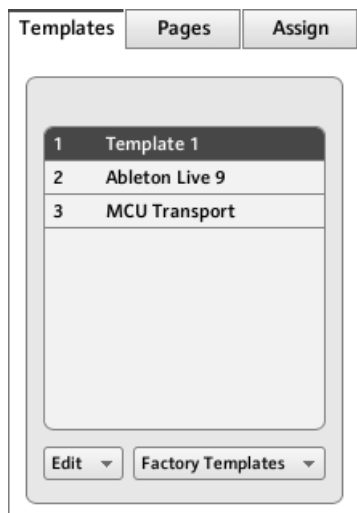 Templates Pages Assign
1 Template 1
2 Ableton Live 9
3 MCU Transport
Edit Factory Templates